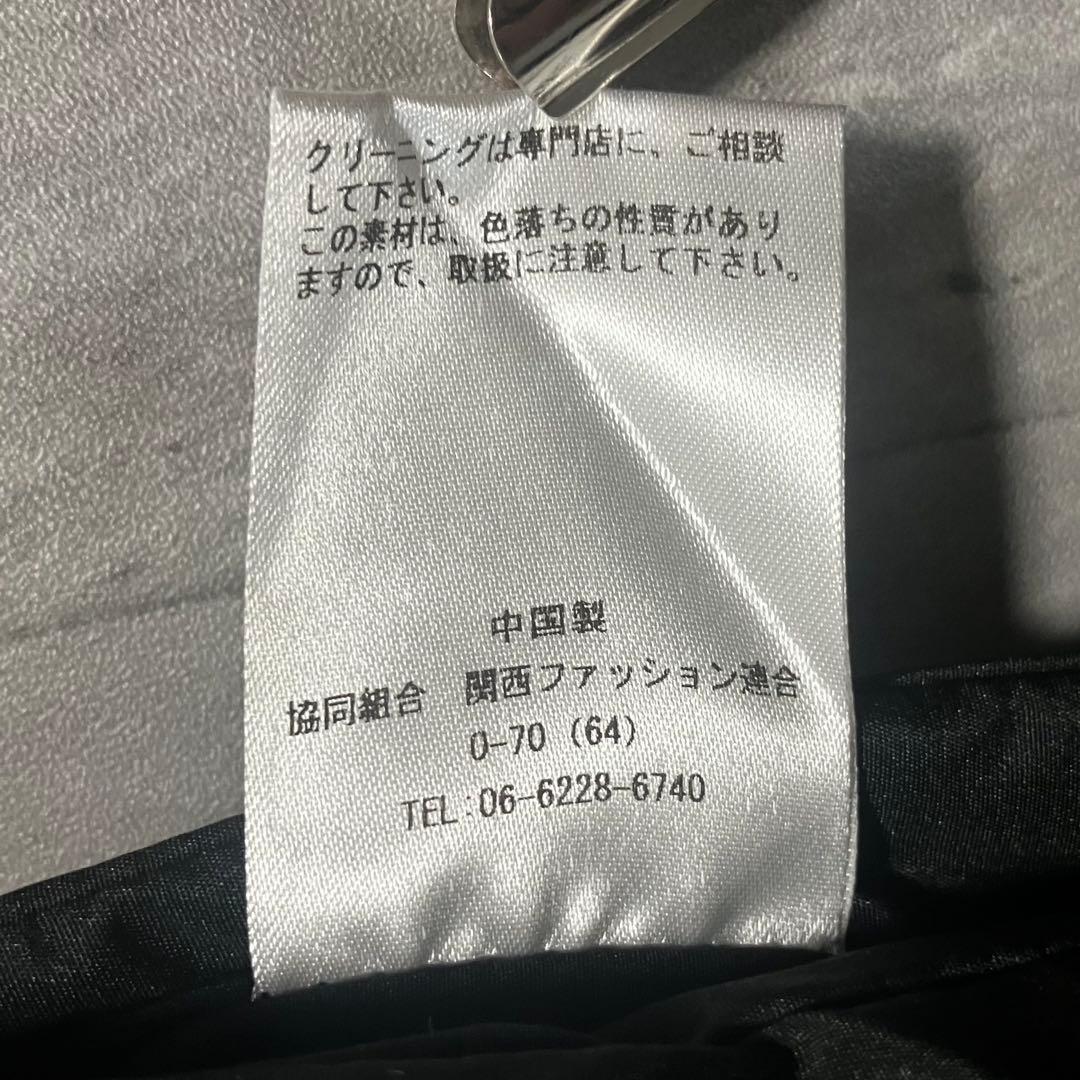 クリーニングは専門店に、ご相談
して下さい。
この素材は、色落ちの性質があり
ますので、取扱に注意して下さい。
中国製
協同組合 関西ファッション連合
0-70 (64)
TEL:06-6228-6740